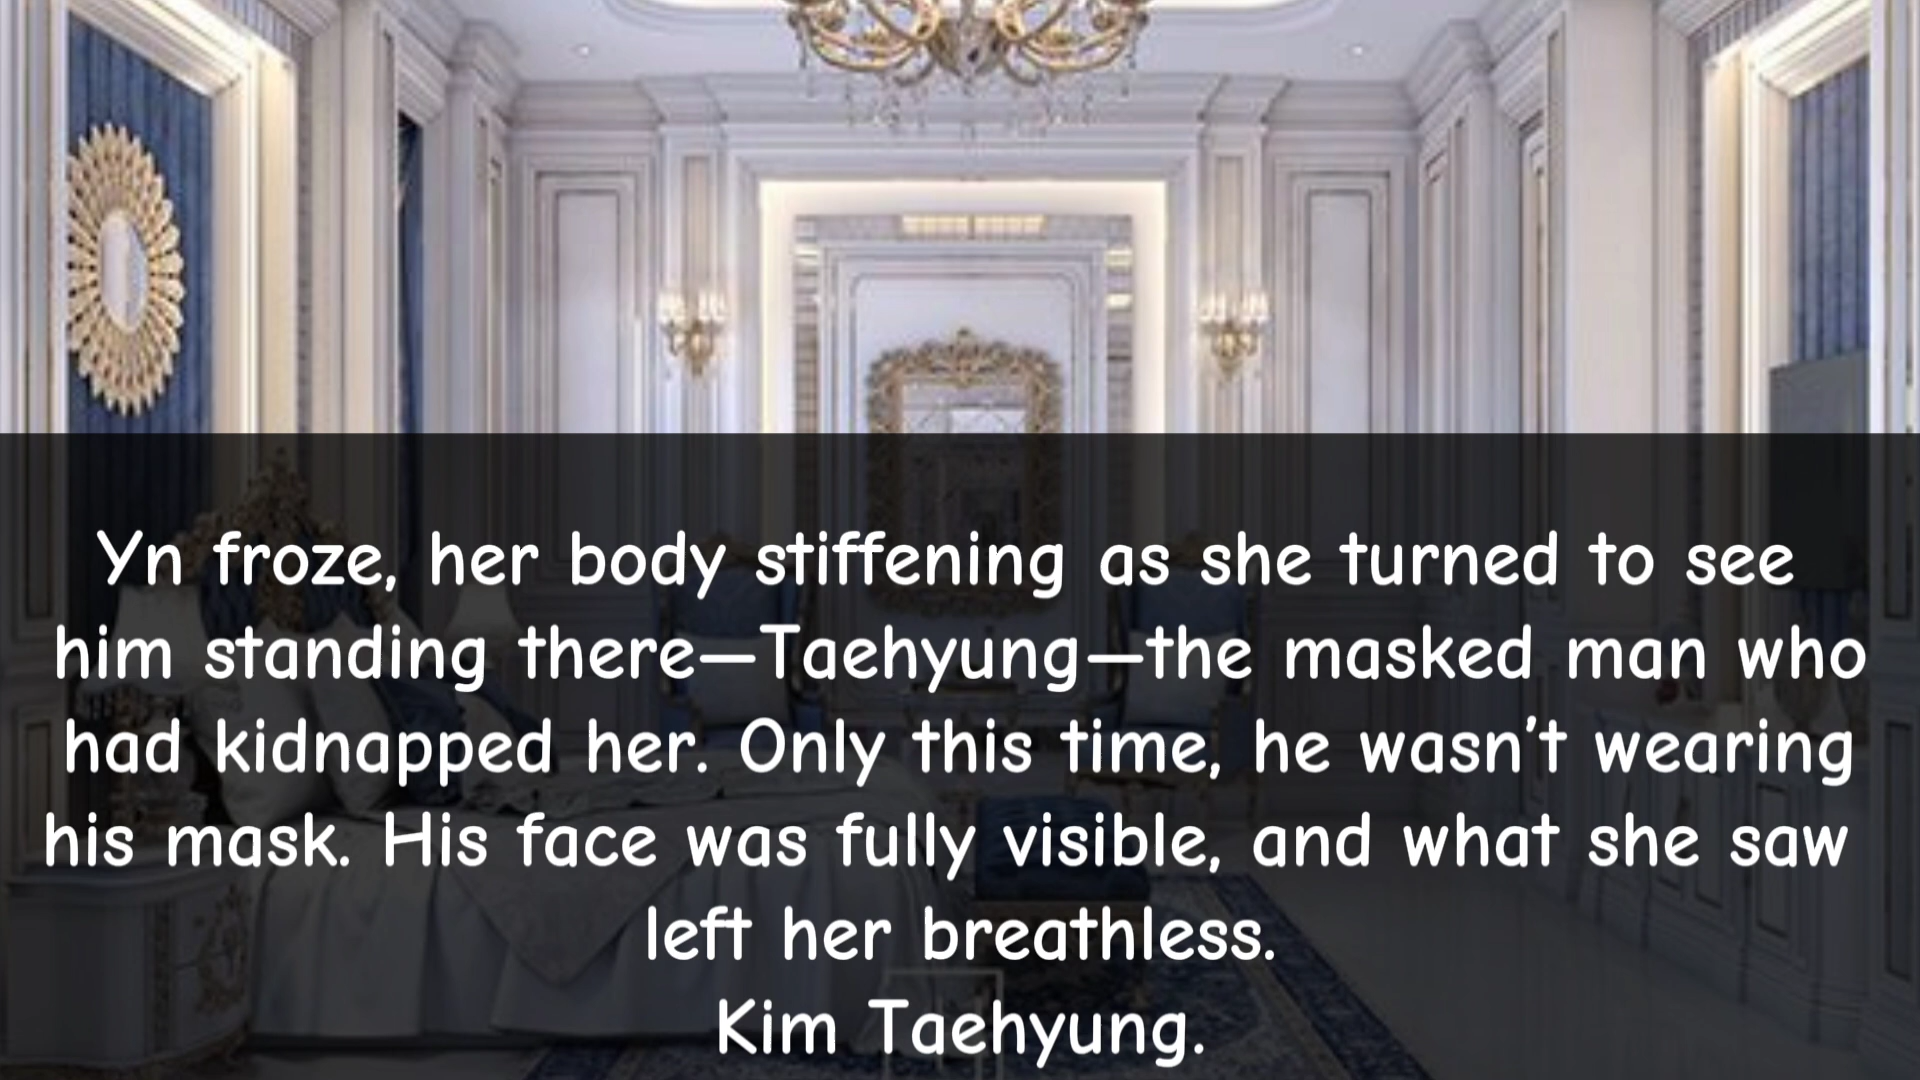 Yn froze, her body stiffening as she turned to see
him standing there—Taehyung—the masked man who
had kidnapped her. Only this time, he wasn't wearing
his mask. His face was fully visible, and what she saw
left her breathless.
Kim Taehyung.